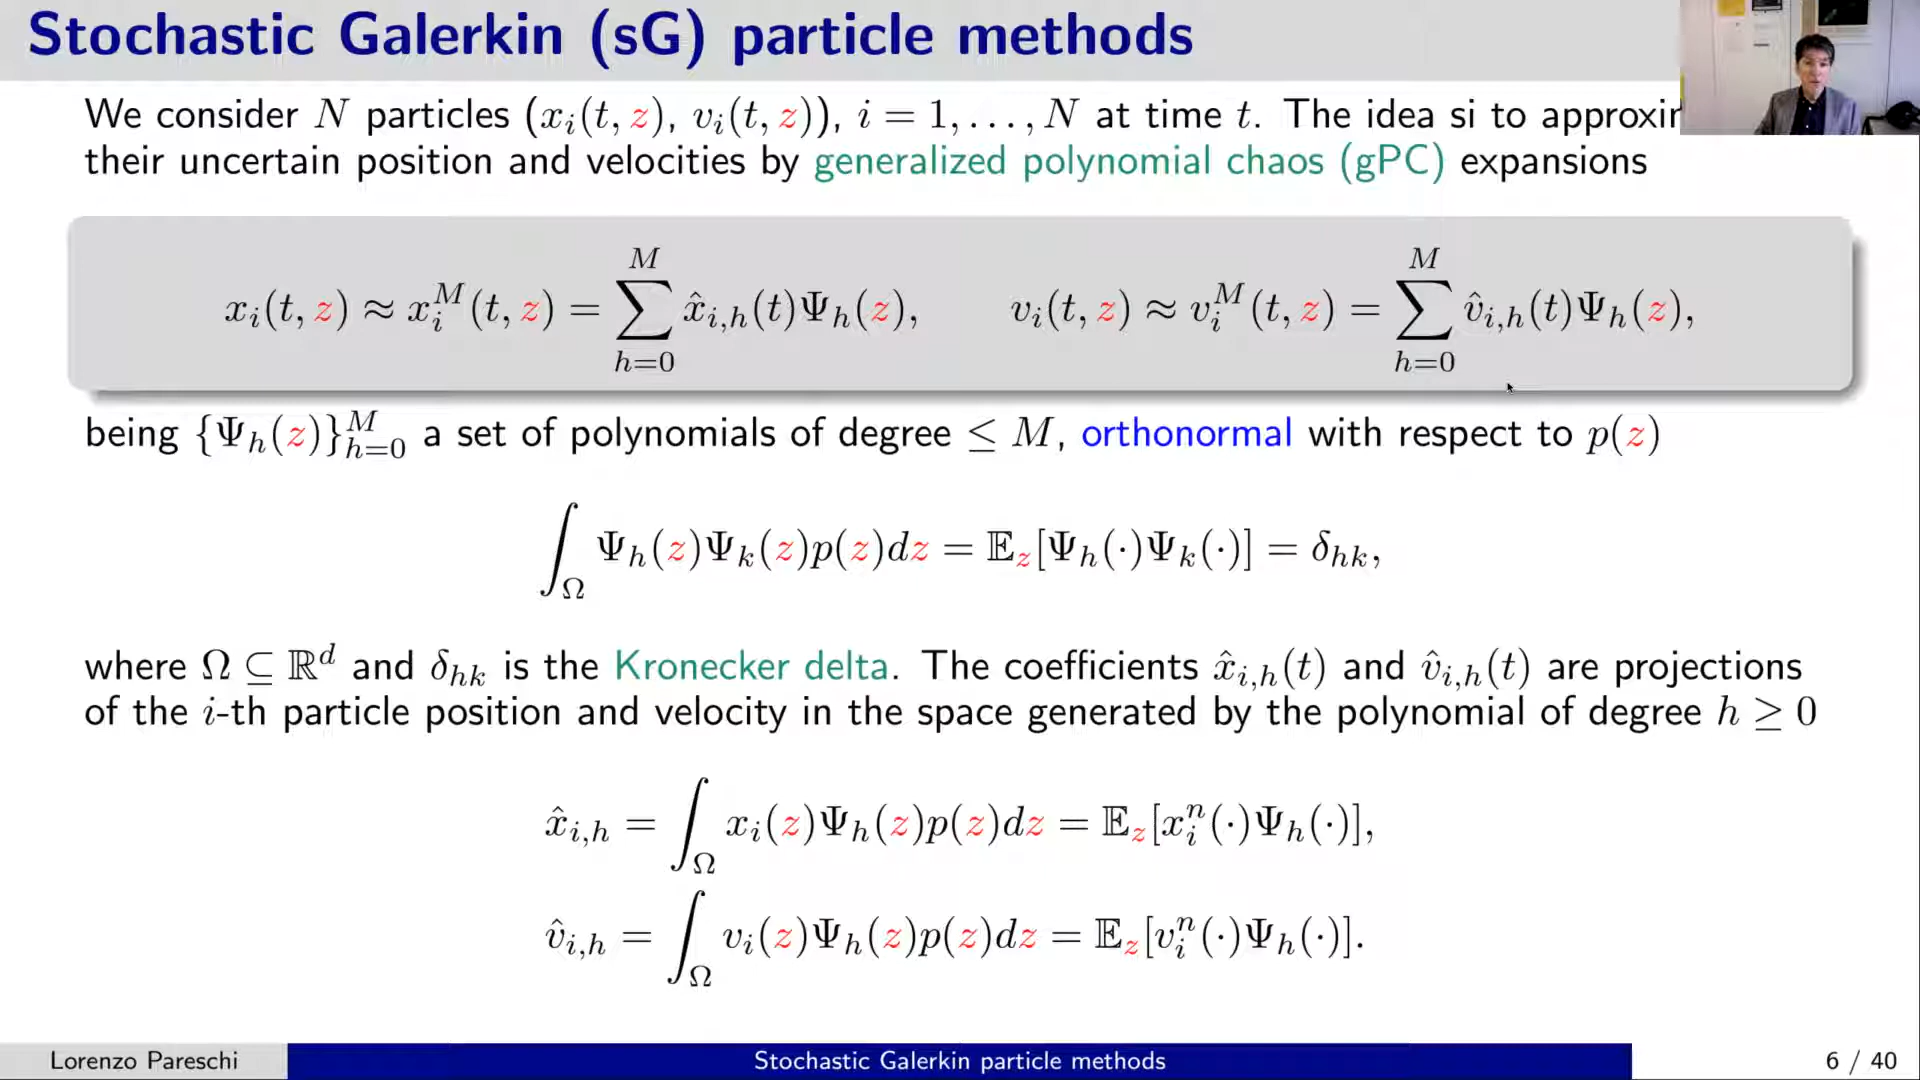 Stochastic Galerkin (sG) particle methods
We consider N particles (x_i(t, z), v_i(t, z)), i = 1, . . . , N at time t. The idea si to
their uncertain position and velocities by generalized polynomial chaos (gPC) expansions
x_i(t, z) ≈ x_i^M(t, z) = ∑_{h=0}^{M} x̂_{i,h}(t)Ψ_h(z), v_i(t, z) ≈ v_i^M(t, z) = ∑_{h=0}^{M} v̂_{i,h}(t)Ψ_h(z),
being {Ψ_h(z)}_{h=0}^M a set of polynomials of degree ≤ M, orthonormal with respect to p(z)
∫_Ω Ψ_h(z)Ψ_k(z)p(z)dz = 𝔼_z[Ψ_h(·)Ψ_k(·)] = δ_{hk},
where Ω ⊆ ℝ^d and δ_{hk} is the Kronecker delta. The coefficients x̂_{i,h}(t) and v̂_{i,h}(t) are projections
of the i-th particle position and velocity in the space generated by the polynomial of degree h ≥ 0
x̂_{i,h} = ∫_Ω x_i(z)Ψ_h(z)p(z)dz = 𝔼_z[x_i^n(·)Ψ_h(·)],
v̂_{i,h} = ∫_Ω v_i(z)Ψ_h(z)p(z)dz = 𝔼_z[v_i^n(·)Ψ_h(·)].
Lorenzo Pareschi
Stochastic Galerkin particle methods
6 / 40